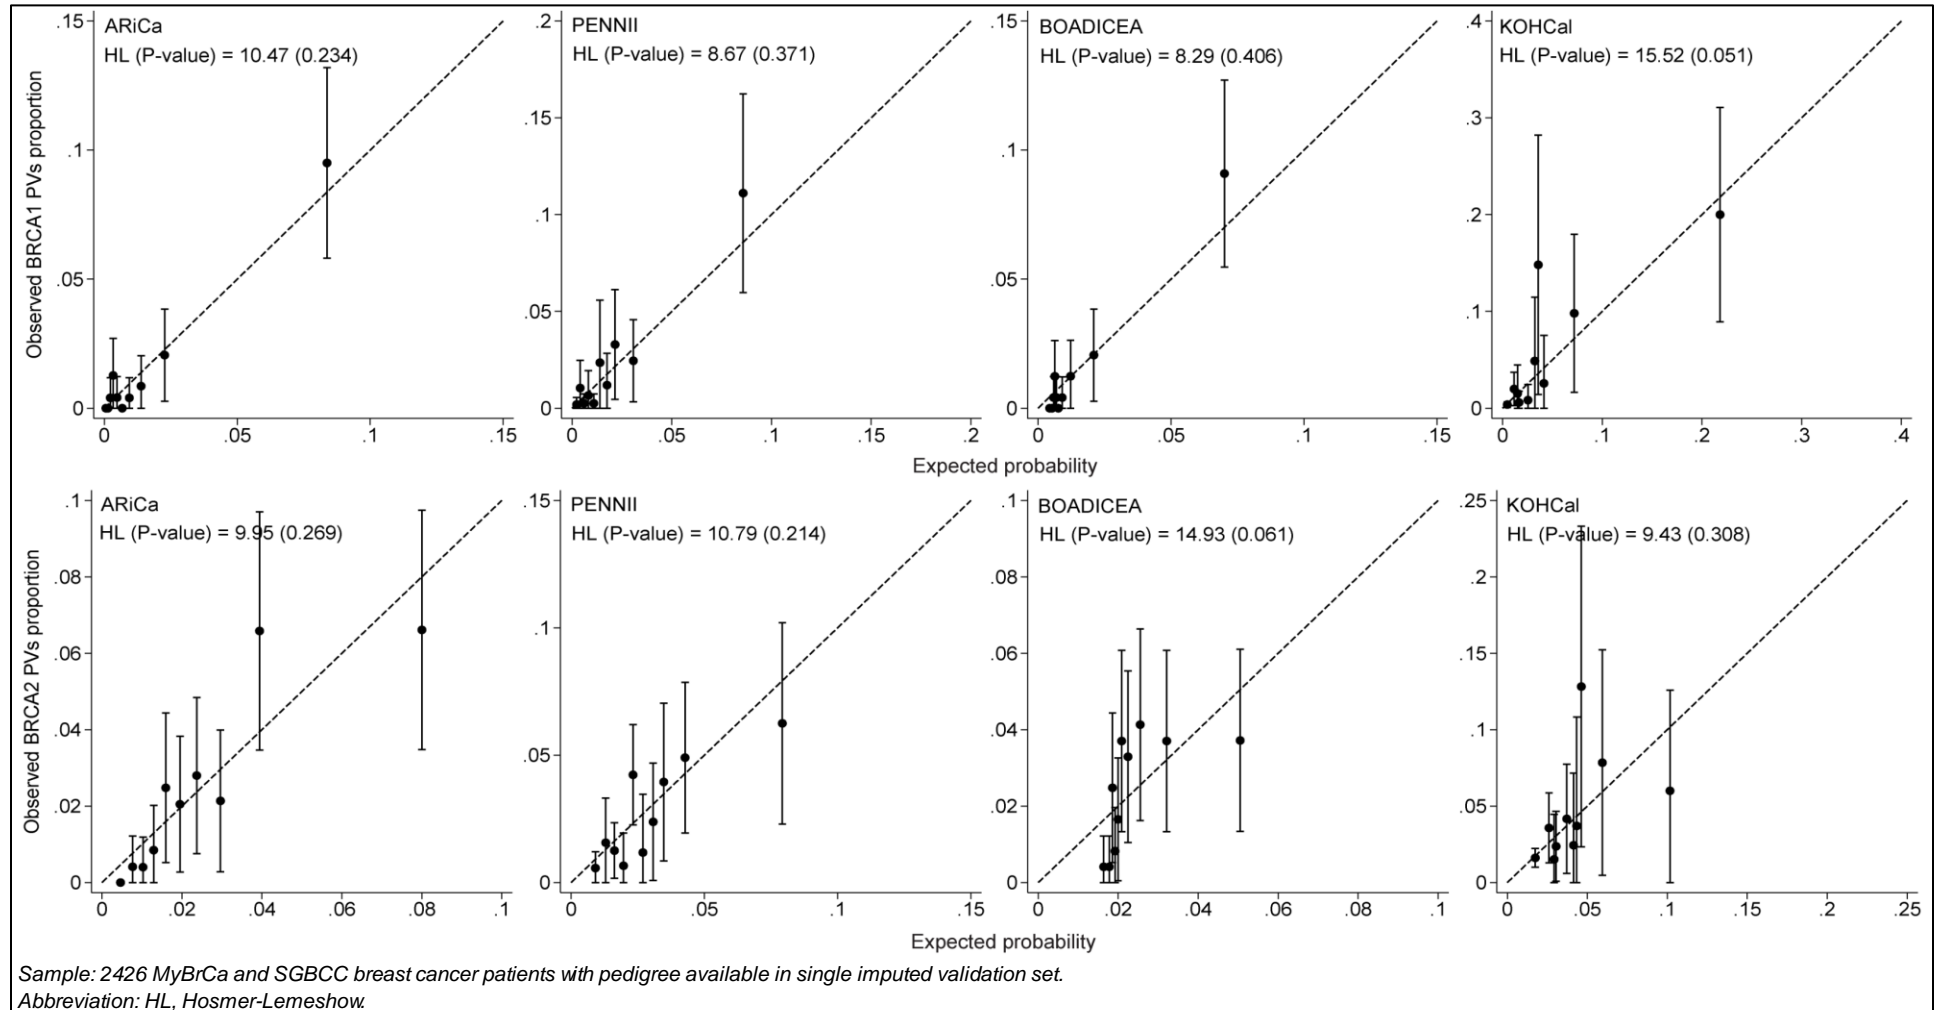 ARiCa
HL (P-value) = 10.47 (0.234)
.15
.1
.05
0
0 .05 .1 .15
PENNII
HL (P-value) = 8.67 (0.371)
.2
.15
.1
.05
0
0 .05 .1 .15 .2
BOADICEA
HL (P-value) = 8.29 (0.406)
.15
.1
.05
0
0 .05 .1 .15
KOHCal
HL (P-value) = 15.52 (0.051)
.4
.3
.2
.1
0
0 .1 .2 .3 .4
Observed BRCA1 PVs proportion
Expected probability
ARiCa
HL (P-value) = 9.95 (0.269)
.1
.08
.06
.04
.02
0
0 .02 .04 .06 .08 .1
PENNII
HL (P-value) = 10.79 (0.214)
.15
.1
.05
0
0 .05 .1 .15
BOADICEA
HL (P-value) = 14.93 (0.061)
.1
.08
.06
.04
.02
0
0 .02 .04 .06 .08 .1
KOHCal
HL (P-value) = 9.43 (0.308)
.25
.2
.15
.1
.05
0
0 .05 .1 .15 .2 .25
Observed BRCA2 PVs proportion
Expected probability
Sample: 2426 MyBrCa and SGBCC breast cancer patients with pedigree available in single imputed validation set.
Abbreviation: HL, Hosmer-Lemeshow.